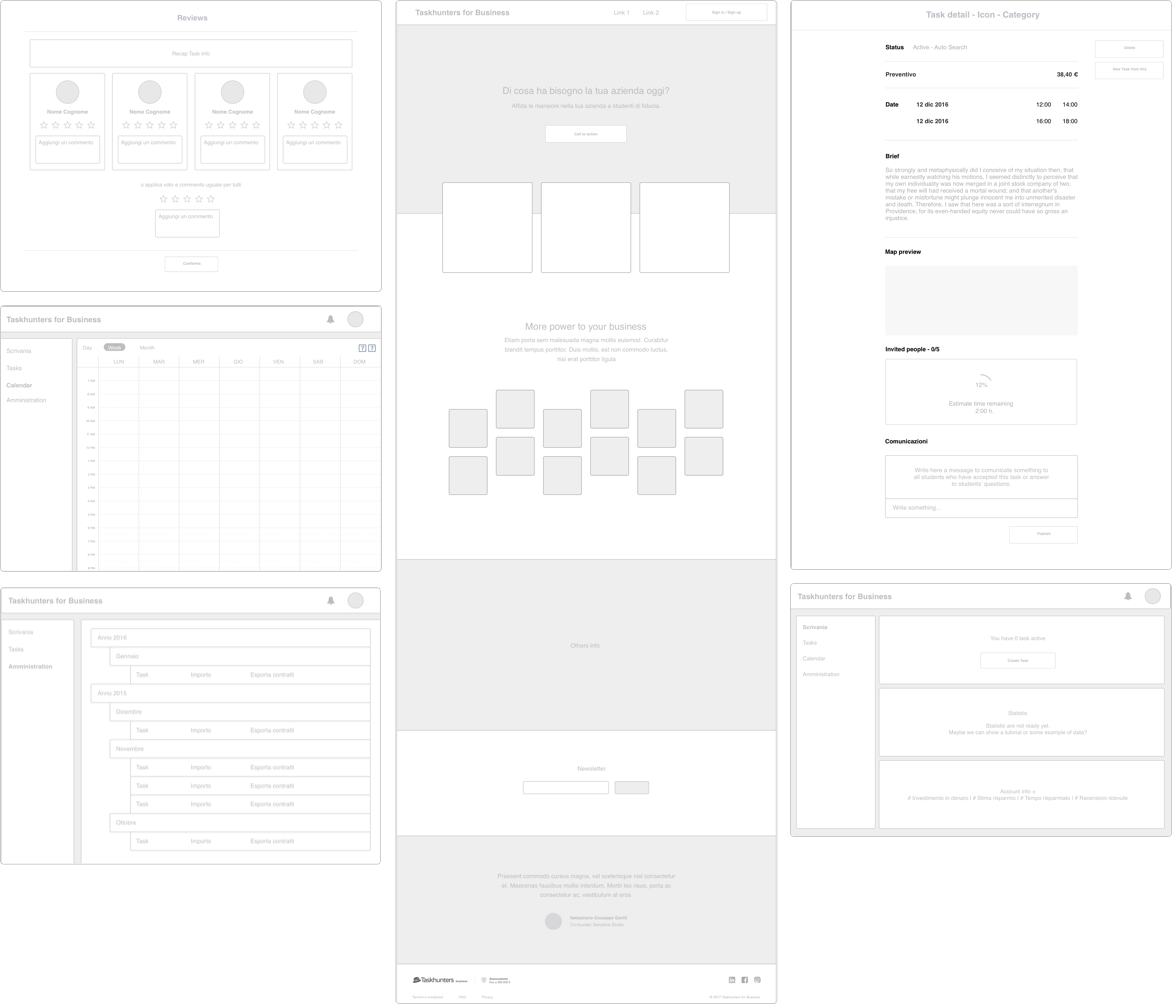 Reviews
Recap Task info
Nome Cognome
Nome Cognome
Nome Cognome
Nome Cognome
Aggiungi un commento
Aggiungi un commento
Aggiungi un commento
Aggiungi un commento
o applica voto e commento uguale per tutti
Aggiungi un commento
Conferma
Taskhunters for Business
Scrivania
Tasks
Calendar
Amministration
Day
Week
Month
LUN MAR MER GIO VEN SAB DOM
Taskhunters for Business
Scrivania
Tasks
Amministration
Anno 2016
Gennaio
Task Importo Esporta contratti
Anno 2015
Dicembre
Task Importo Esporta contratti
Novembre
Task Importo Esporta contratti
Task Importo Esporta contratti
Task Importo Esporta contratti
Ottobre
Task Importo Esporta contratti
Taskhunters for Business
Link 1
Link 2
Sign in / Sign up
Di cosa ha bisogno la tua azienda oggi?
Affida le mansioni nella tua azienda a studenti di fiducia.
Call to action
More power to your business
Etiam porta sem malesuada magna mollis euismod. Curabitur
blandit tempus porttitor. Duis mollis, est non commodo luctus,
nisi erat porttitor ligula
Others info
Newsletter
Praesent commodo cursus magna, vel scelerisque nisl consectetur
et. Maecenas faucibus mollis interdum. Morbi leo risus, porta ac
consectetur ac, vestibulum at eros.
Co-founder Sensative Studio
Taskhunters
FAQ
Privacy
© 2017 Taskhunters for Business
Task detail - Icon - Category
Status Active - Auto Search
Delete
New Task from this
Preventivo 38,40 €
Date 12 dic 2016 12:00 14:00
12 dic 2016 16:00 18:00
Brief
So strongly and metaphysically did I conceive of my situation then, that
while earnestly watching his motions, I seemed distinctly to perceive that
my own individuality was now merged in a joint stock company of two;
that my free will had received a mortal wound; and that another's
mistake or misfortune might plunge innocent me into unmerited disaster
and death. Therefore, I saw that here was a sort of interregnum in
Providence; for its even-handed equity never could have so gross an
injustice.
Map preview
Invited people - 0/5
12%
Estimate time remaining
2:00 h.
Comunicazioni
Write here a message to comunicate something to
all students who have accepted this task or answer
to students' questions.
Write something...
Publish
Taskhunters for Business
Scrivania
Tasks
Calendar
Amministration
You have 0 task active
Create Task
Statistic
Statistic are not ready yet.
Maybe we can show a tutorial or some example of data?
Account info +
# Investimento in denaro | # Stima risparmio | # Tempo risparmiato | # Recensioni ricevute